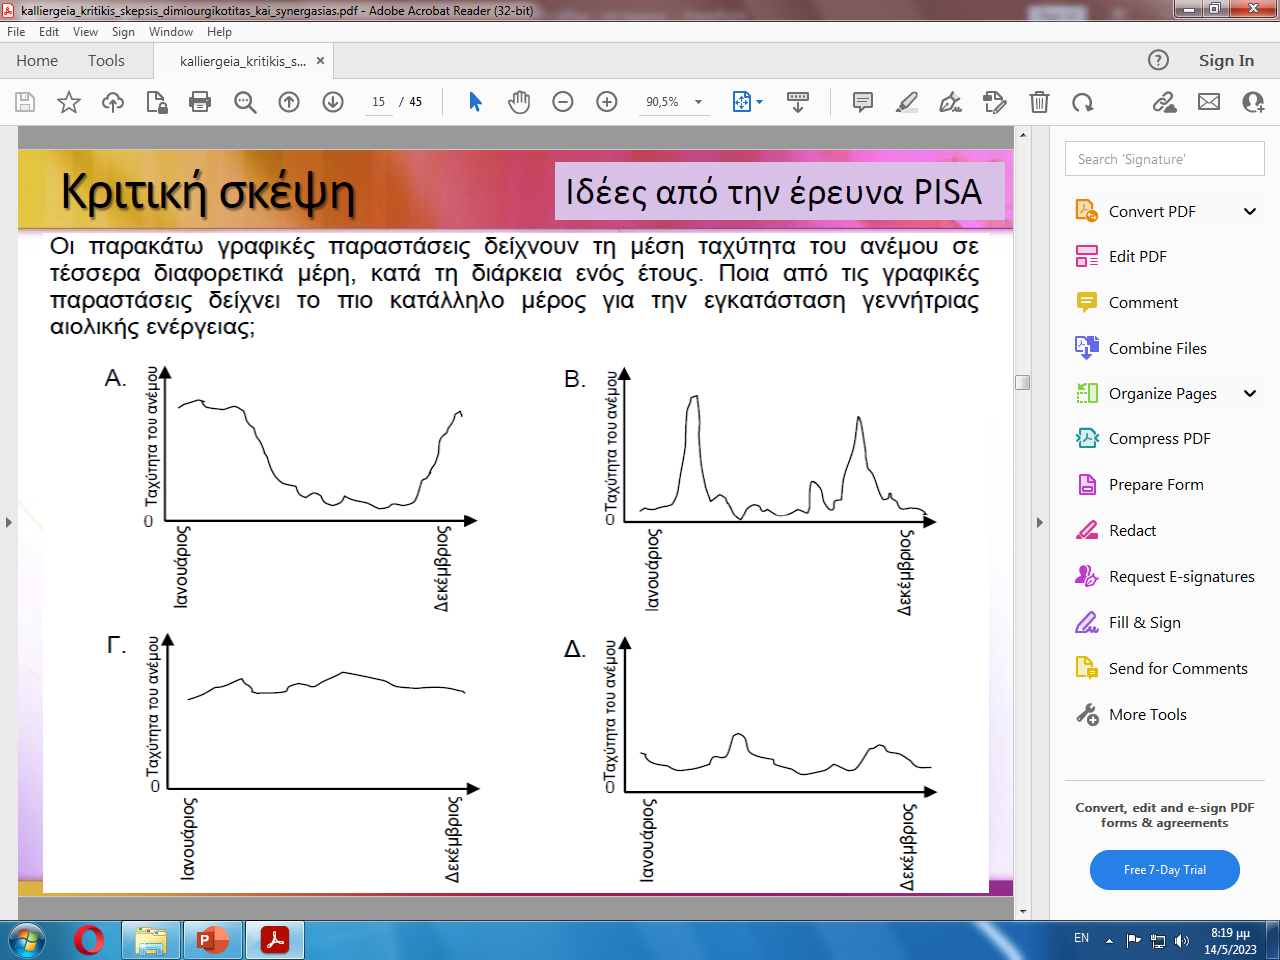 kalliergeia_kritikis_skepsis_dimiourgikotitas_kai_synergasias.pdf - Adobe Acrobat Reader (32-bit)
File Edit View Sign Window Help
Home Tools kalliergeia_kritikis_s... × Sign In
15 / 45 90,5%
Κριτική σκέψη
Ιδέες από την έρευνα PISA
Οι παρακάτω γραφικές παραστάσεις δείχνουν τη μέση ταχύτητα του ανέμου σε
τέσσερα διαφορετικά μέρη, κατά τη διάρκεια ενός έτους. Ποια από τις γραφικές
παραστάσεις δείχνει το πιο κατάλληλο μέρος για την εγκατάσταση γεννήτριας
αιολικής ενέργειας;
Α.
Ταχύτητα του ανέμου
0
Ιανουάριος
Δεκέμβριος
Β.
Ταχύτητα του ανέμου
0
Ιανουάριος
Δεκέμβριος
Γ.
Ταχύτητα του ανέμου
0
Ιανουάριος
Δεκέμβριος
Δ.
Ταχύτητα του ανέμου
0
Ιανουάριος
Δεκέμβριος
Search 'Signature'
Convert PDF
Edit PDF
Comment
Combine Files
Organize Pages
Compress PDF
Prepare Form
Redact
Request E-signatures
Fill & Sign
Send for Comments
More Tools
Convert, edit and e-sign PDF
forms & agreements
Free 7-Day Trial
EN
8:19 μμ
14/5/2023